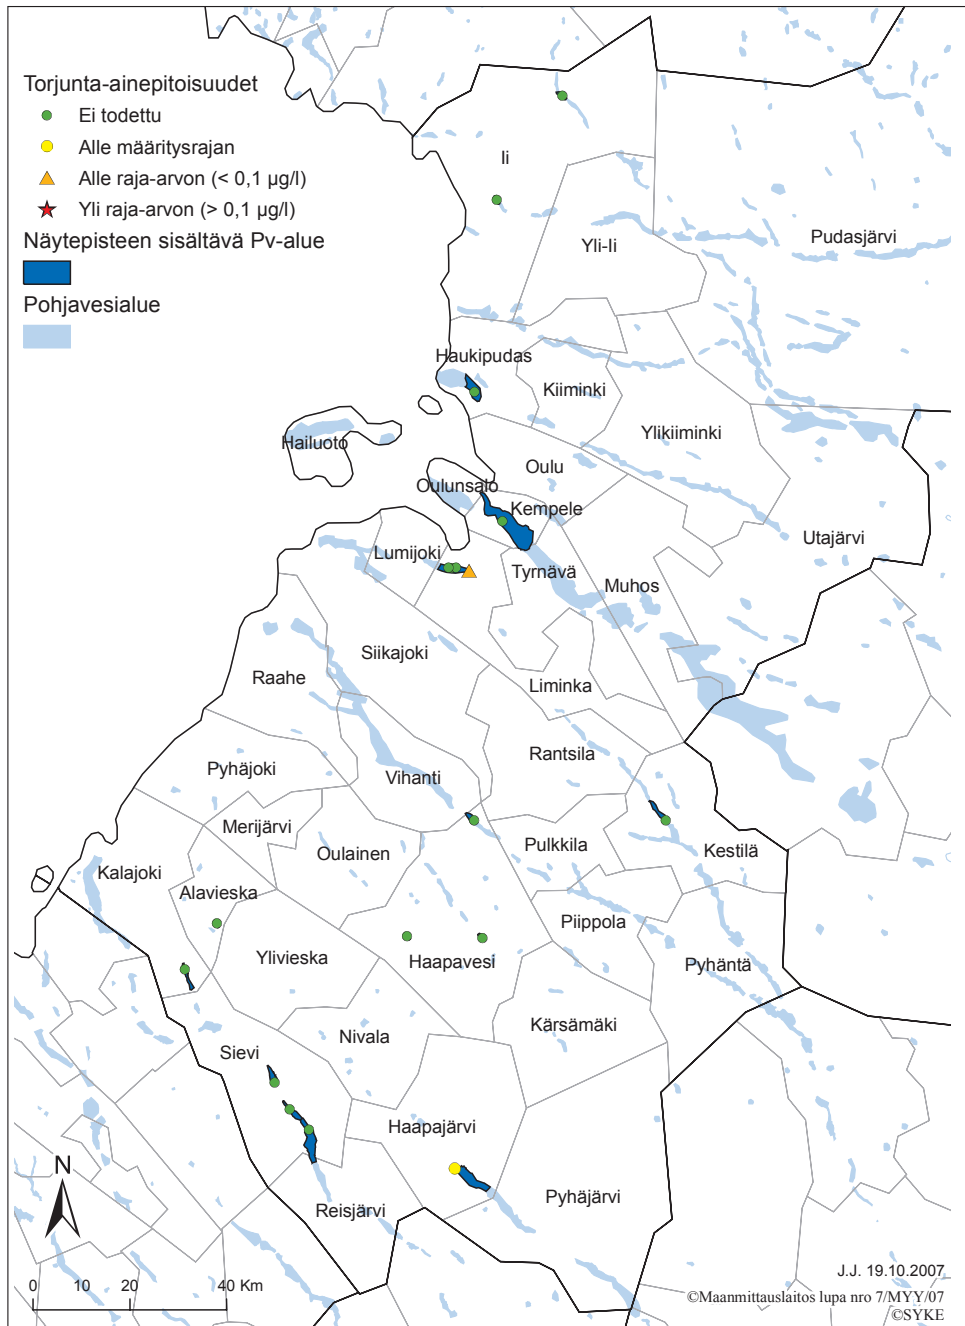 Torjunta-ainepitoisuudet
Ei todettu
Alle määritysrajan
Alle raja-arvon (< 0,1 µg/l)
Yli raja-arvon (> 0,1 µg/l)
Näytepisteen sisältävä Pv-alue
Pohjavesialue
Ii
Yli-Ii
Pudasjärvi
Haukipudas
Kiiminki
Ylikiiminki
Hailuoto
Oulu
Oulunsalo
Kempele
Utajärvi
Lumijoki
Tyrnävä
Muhos
Siikajoki
Raahe
Liminka
Rantsila
Pyhäjoki
Vihanti
Merijärvi
Oulainen
Pulkkila
Kestilä
Kalajoki
Alavieska
Piippola
Ylivieska
Haapavesi
Pyhäntä
Kärsämäki
Nivala
Sievi
Haapajärvi
Pyhäjärvi
Reisjärvi
N
0 10 20 40 Km
J.J. 19.10.2007
©Maanmittauslaitos lupa nro 7/MYY/07
©SYKE